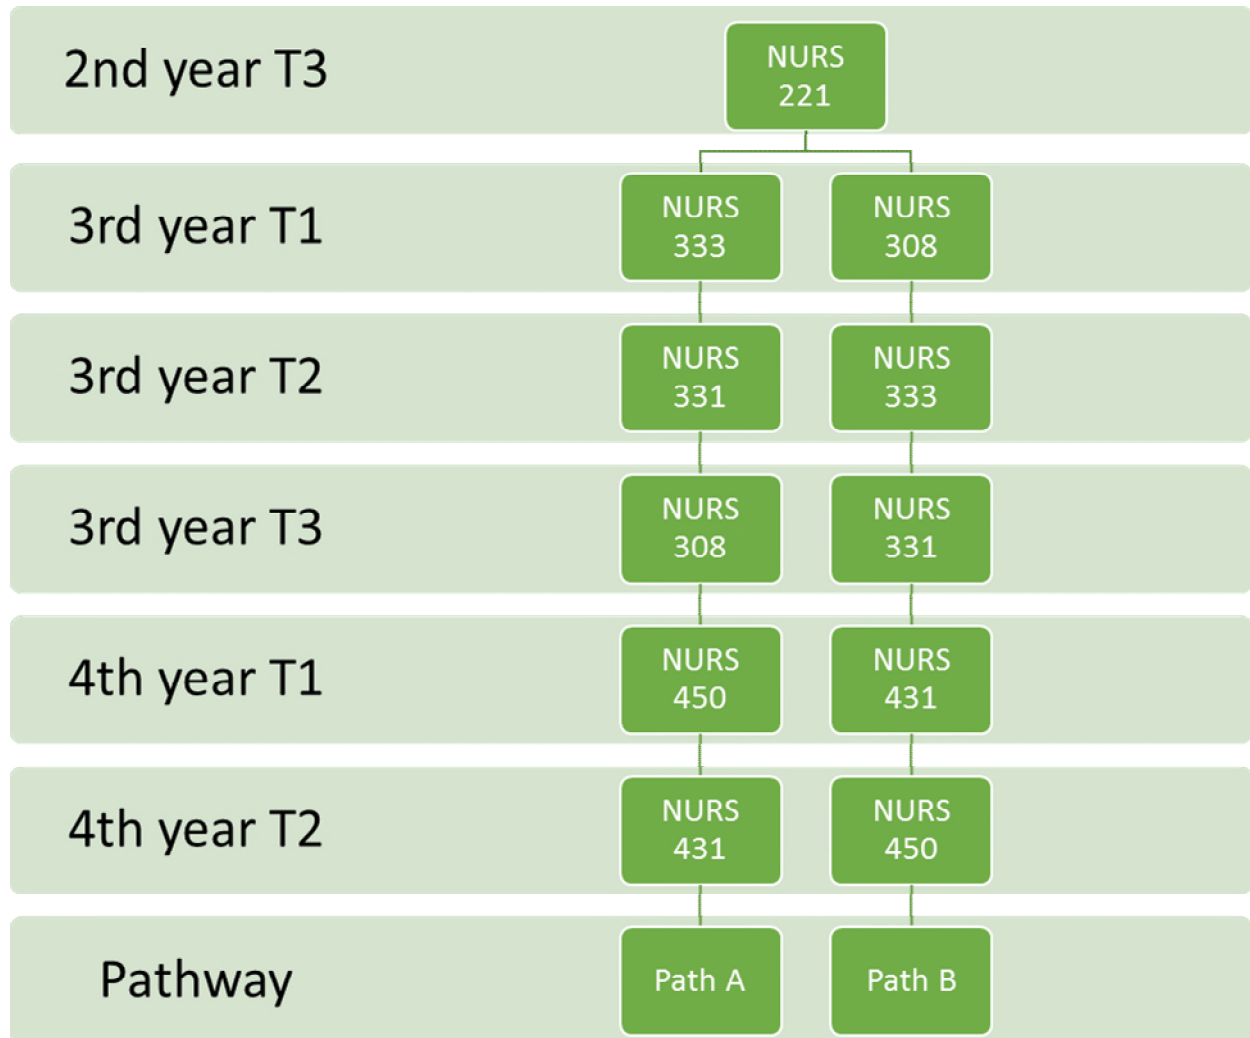 2nd year T3
NURS
221
3rd year T1
NURS
333
NURS
308
3rd year T2
NURS
331
NURS
333
3rd year T3
NURS
308
NURS
331
4th year T1
NURS
450
NURS
431
4th year T2
NURS
431
NURS
450
Pathway
Path A
Path B